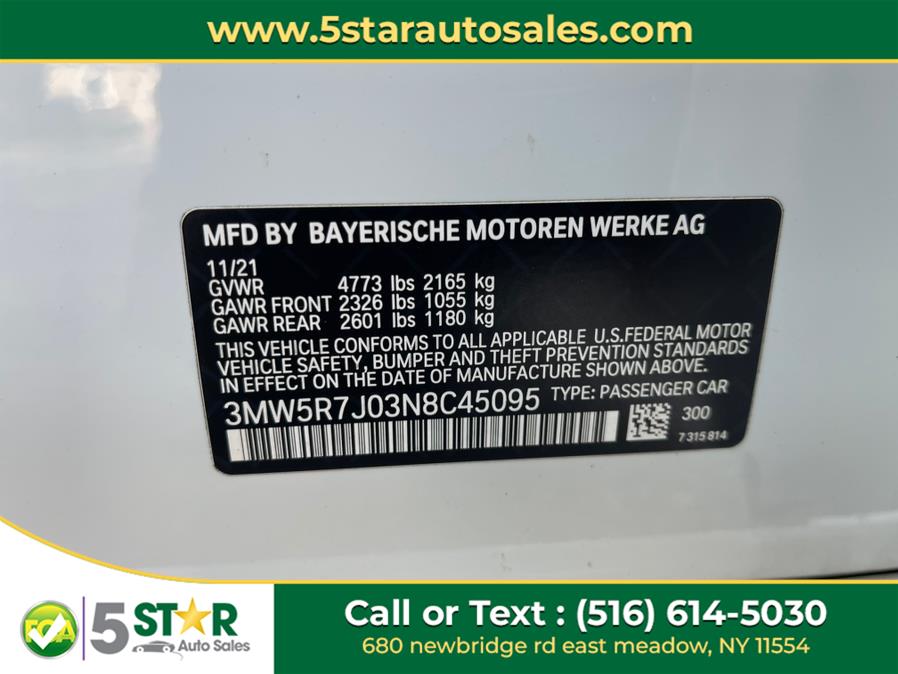 www.5starautosales.com
MFD BY BAYERISCHE MOTOREN WERKE AG
11/21
GVWR 4773 lbs 2165 kg
GAWR FRONT 2326 lbs 1055 kg
GAWR REAR 2601 lbs 1180 kg
THIS VEHICLE CONFORMS TO ALL APPLICABLE U.S.FEDERAL MOTOR
VEHICLE SAFETY, BUMPER AND THEFT PREVENTION STANDARDS
IN EFFECT ON THE DATE OF MANUFACTURE SHOWN ABOVE.
3MW5R7J03N8C45095 TYPE: PASSENGER CAR
300
7315814
5 STAR
Auto Sales
Call or Text : (516) 614-5030
680 newbridge rd east meadow, NY 11554